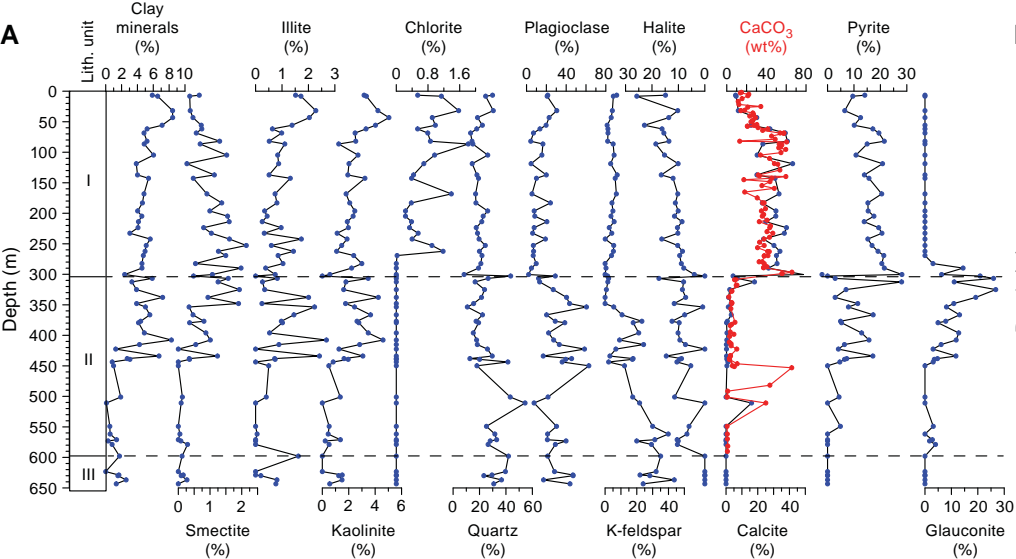 A
Lith. unit
Clay
minerals
(%)
Illite
(%)
Chlorite
(%)
Plagioclase
(%)
Halite
(%)
CaCO3
(wt%)
Pyrite
(%)
0 2 4 6 8 10
0 1 2 3
0 0.8 1.6
0 40 80
30 20 10 0
0 40 80
0 10 20 30
Depth (m)
0
50
100
150
200
250
300
350
400
450
500
550
600
650
I
II
III
0 1 2
0 2 4 6
0 20 40 60
0 20 40
0 20 40
0 10 20 30
Smectite
(%)
Kaolinite
(%)
Quartz
(%)
K-feldspar
(%)
Calcite
(%)
Glauconite
(%)